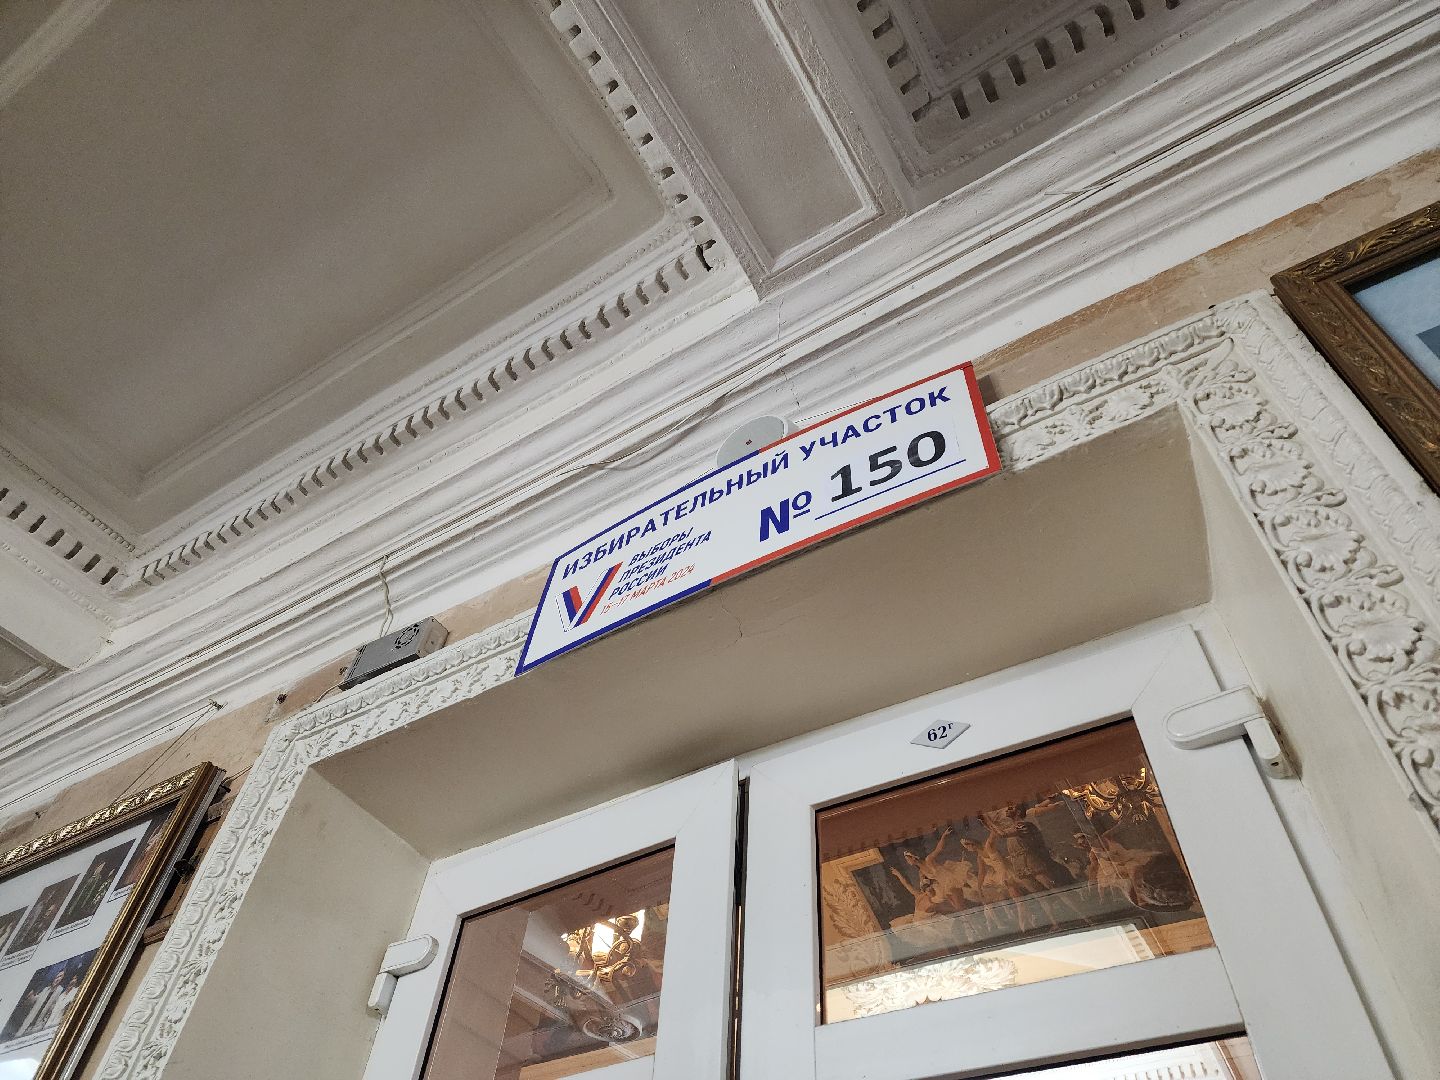 ИЗБИРАТЕЛЬНЫЙ УЧАСТОК
№ 150
ВЫБОРЫ
ПРЕЗИДЕНТА
РОССИИ
15–17 МАРТА 2024
62г